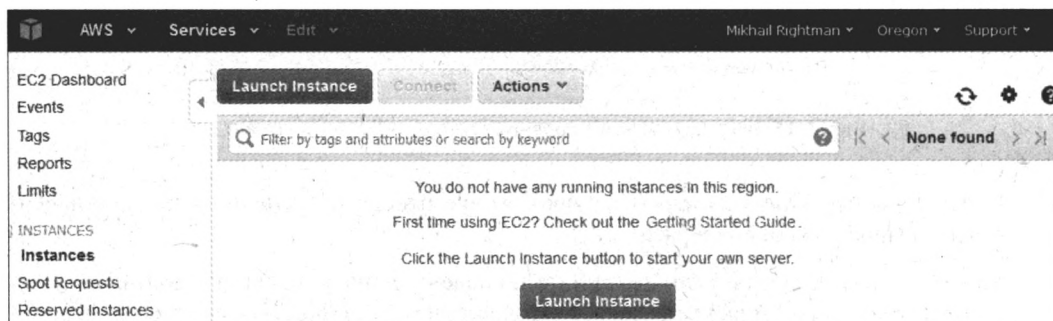 AWS Services Edit Mikhail Rightman Oregon Support
EC2 Dashboard
Events
Tags
Reports
Limits
INSTANCES
Instances
Spot Requests
Reserved Instances
Launch Instance Connect Actions
Filter by tags and attributes or search by keyword
None found
You do not have any running instances in this region.
First time using EC2? Check out the Getting Started Guide.
Click the Launch Instance button to start your own server.
Launch Instance